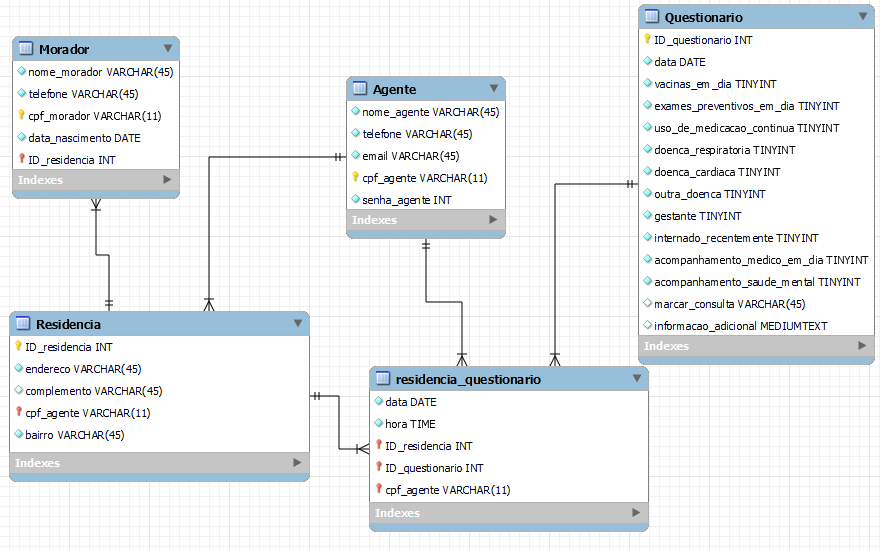 Morador
nome_morador VARCHAR(45)
telefone VARCHAR(45)
cpf_morador VARCHAR(11)
data_nascimento DATE
ID_residencia INT
Indexes
Agente
nome_agente VARCHAR(45)
telefone VARCHAR(45)
email VARCHAR(45)
cpf_agente VARCHAR(11)
senha_agente INT
Indexes
Questionario
ID_questionario INT
data DATE
vacinas_em_dia TINYINT
exames_preventivos_em_dia TINYINT
uso_de_medicacao_continua TINYINT
doenca_respiratoria TINYINT
doenca_cardiaca TINYINT
outra_doenca TINYINT
gestante TINYINT
internado_recentemente TINYINT
acompanhamento_medico_em_dia TINYINT
acompanhamento_saude_mental TINYINT
marcar_consulta VARCHAR(45)
informacao_adicional MEDIUMTEXT
Indexes
Residencia
ID_residencia INT
endereco VARCHAR(45)
complemento VARCHAR(45)
cpf_agente VARCHAR(11)
bairro VARCHAR(45)
Indexes
residencia_questionario
data DATE
hora TIME
ID_residencia INT
ID_questionario INT
cpf_agente VARCHAR(11)
Indexes